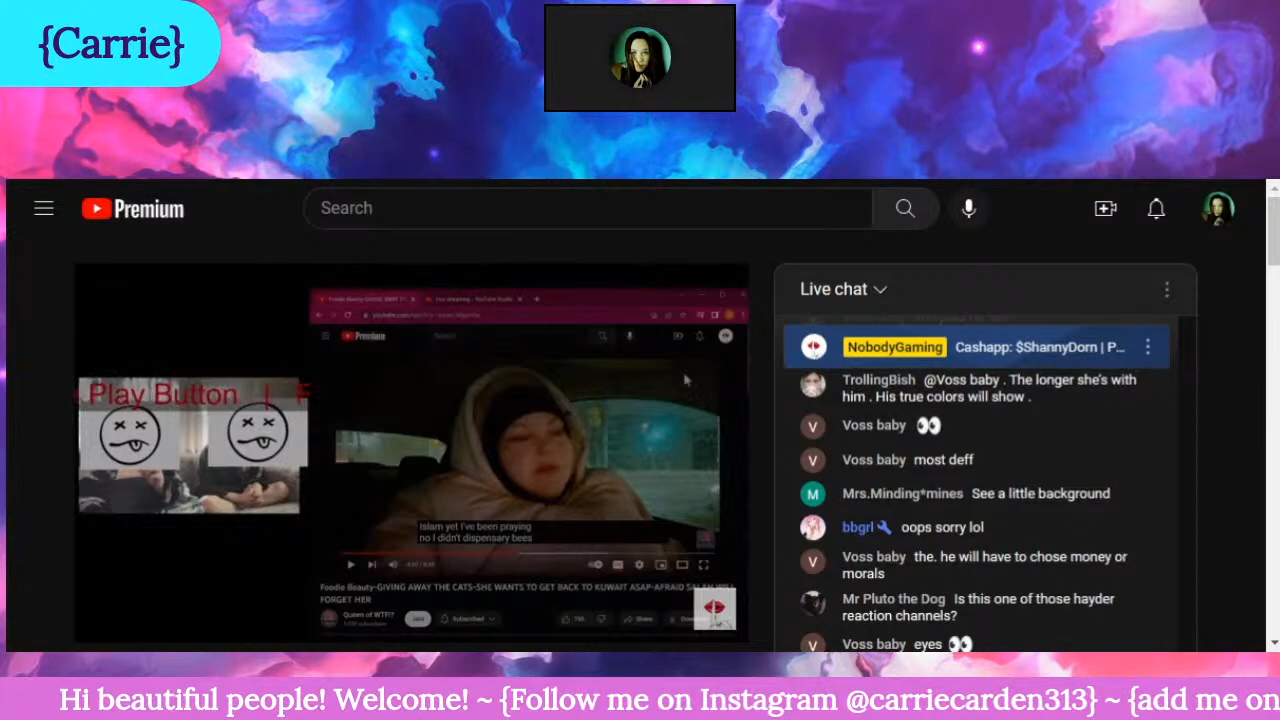 {Carrie}
Premium
Search
Live chat
NobodyGaming Cashapp: $ShannyDorn | P...
TrollingBish @Voss baby . The longer she's with
him . His true colors will show .
Voss baby 👀
Voss baby most deff
Mrs.Minding*mines See a little background
bbgrl oops sorry lol
Voss baby the. he will have to chose money or
morals
Mr Pluto the Dog Is this one of those hayder
reaction channels?
Voss baby eyes 👀
Play Button | F
Premium
Islam yet I've been praying
no I didn't dispensary bees
Foodie Beauty-GIVING AWAY THE CATS-SHE WANTS TO GET BACK TO KUWAIT ASAP-AFRAID SALAH WILL
FORGET HER
Queen of WTF!?
Subscribed
Share
Hi beautiful people! Welcome! ~ {Follow me on Instagram @carriecarden313} ~ {add me on